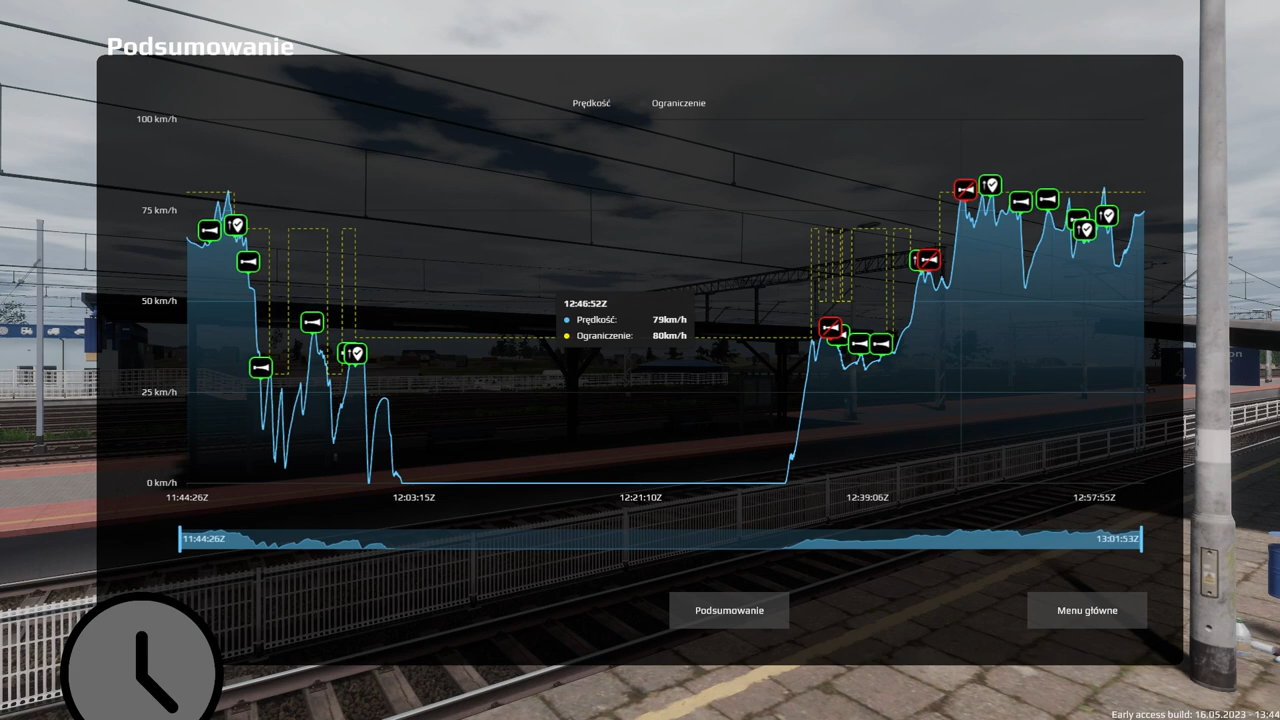 Podsumowanie
Prędkość Ograniczenie
100 km/h
75 km/h
50 km/h
25 km/h
0 km/h
12:46:52Z
Prędkość: 79km/h
Ograniczenie: 80km/h
11:44:26Z 12:03:15Z 12:21:10Z 12:39:06Z 12:57:55Z
11:44:26Z 13:01:53Z
Podsumowanie Menu główne
Early access build: 16.05.2023 - 13:44